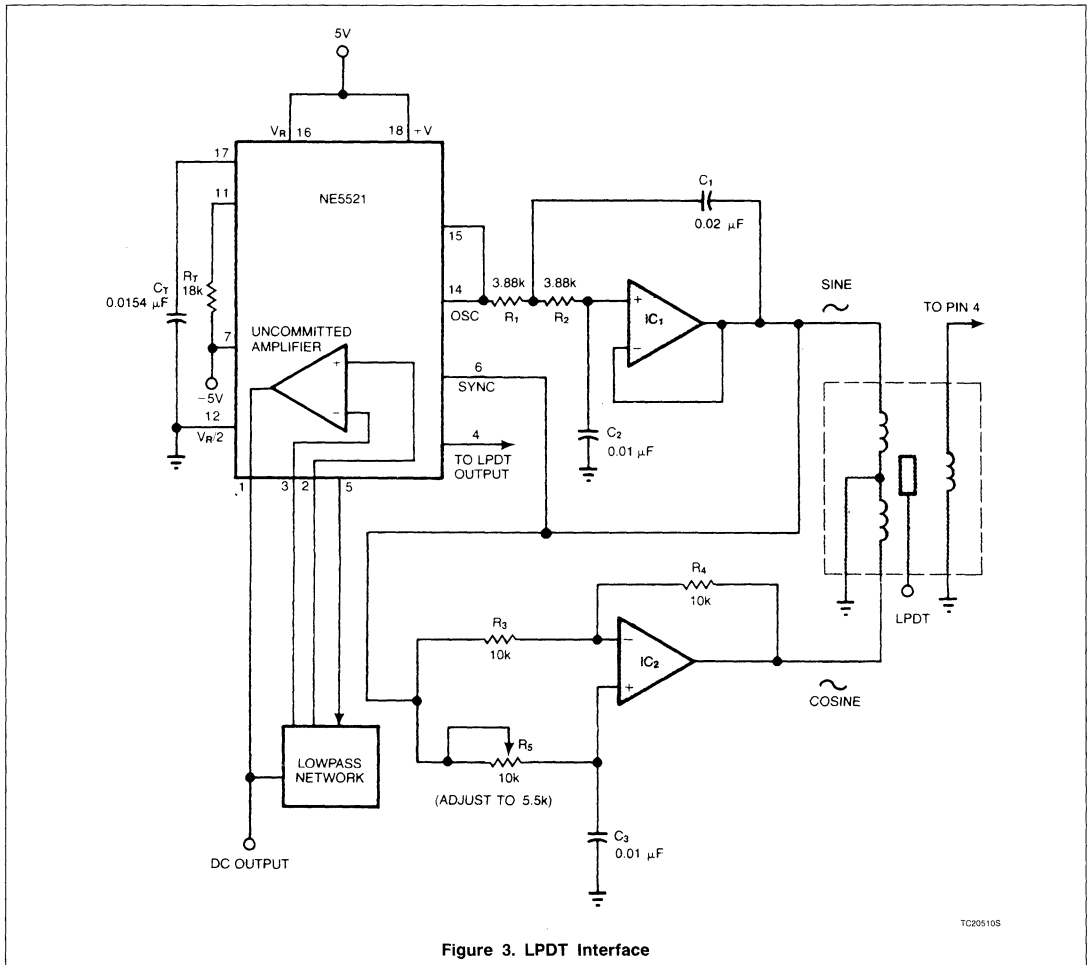 5V
VR 16
18 +V
17
11
NE5521
15
CT
0.0154 µF
RT
18k
14
OSC
3.88k
R1
3.88k
R2
C1
0.02 µF
+
−
IC1
SINE
TO PIN 4
7
−5V
UNCOMMITTED
AMPLIFIER
+
−
6
SYNC
12
VR/2
4
TO LPDT
OUTPUT
C2
0.01 µF
1
3
2
5
LPDT
R4
10k
R3
10k
−
+
IC2
COSINE
R5
10k
(ADJUST TO 5.5k)
LOWPASS
NETWORK
C3
0.01 µF
DC OUTPUT
TC20510S
Figure 3. LPDT Interface